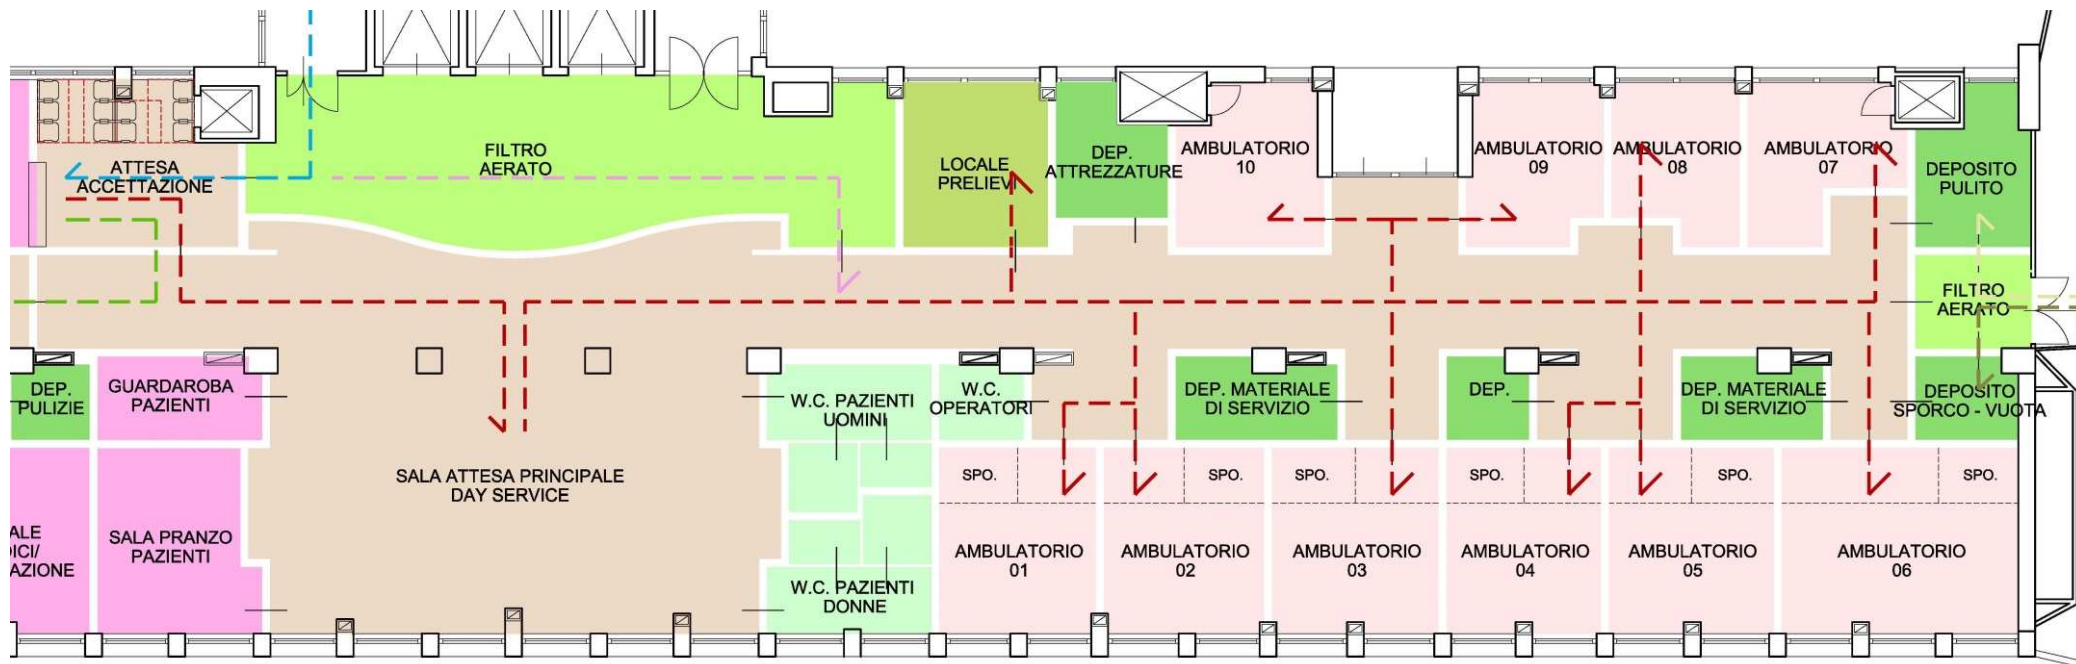 ATTESA
ACCETTAZIONE
FILTRO
AERATO
LOCALE
PRELIEVI
DEP.
ATTREZZATURE
AMBULATORIO
10
AMBULATORIO
09
AMBULATORIO
08
AMBULATORIO
07
DEPOSITO
PULITO
FILTRO
AERATO
DEP.
PULIZIE
GUARDAROBA
PAZIENTI
W.C. PAZIENTI
UOMINI
W.C.
OPERATORI
DEP. MATERIALE
DI SERVIZIO
DEP.
DEP. MATERIALE
DI SERVIZIO
DEPOSITO
SPORCO - VUOTA
SALA ATTESA PRINCIPALE
DAY SERVICE
SPO.
SPO.
SPO.
SPO.
SPO.
SPO.
ALE
ICI/
AZIONE
SALA PRANZO
PAZIENTI
W.C. PAZIENTI
DONNE
AMBULATORIO
01
AMBULATORIO
02
AMBULATORIO
03
AMBULATORIO
04
AMBULATORIO
05
AMBULATORIO
06